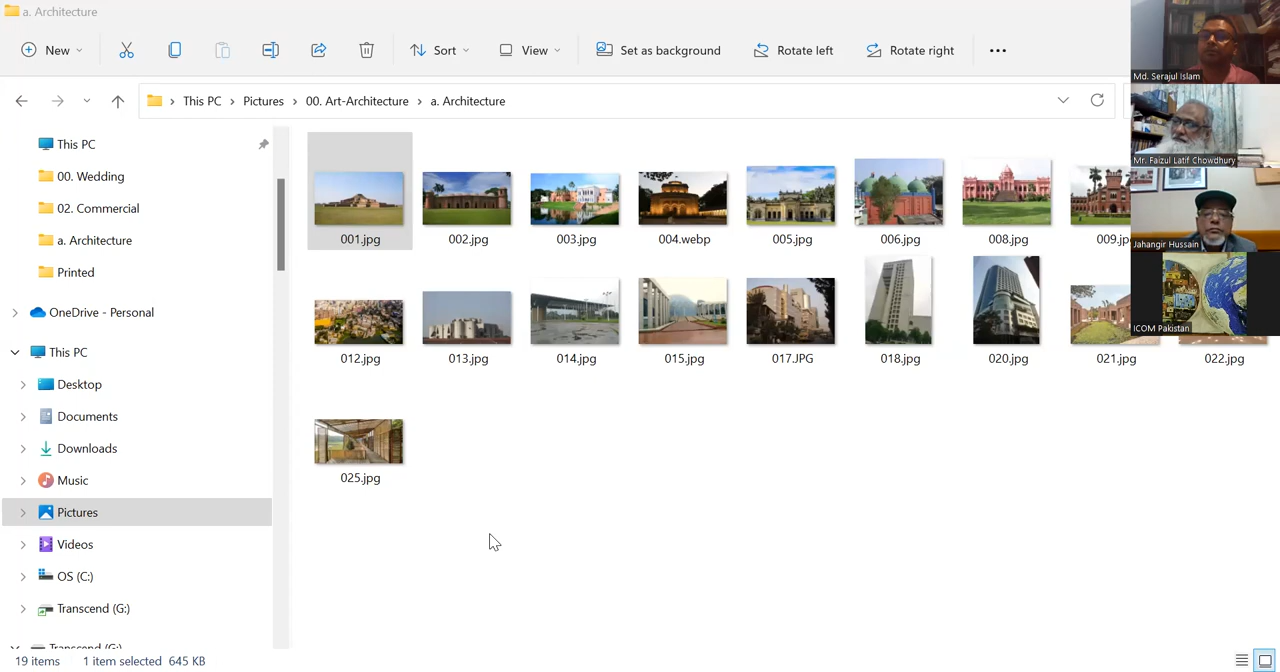 a. Architecture
New
Sort
View
Set as background
Rotate left
Rotate right
This PC
Pictures
00. Art-Architecture
a. Architecture
Md. Serajul Islam
Mr. Faizul Latif Chowdhury
Jahangir Hussain
ICOM Pakistan
This PC
00. Wedding
02. Commercial
a. Architecture
Printed
OneDrive - Personal
This PC
Desktop
Documents
Downloads
Music
Pictures
Videos
OS (C:)
Transcend (G:)
Transcend (G:)
001.jpg
002.jpg
003.jpg
004.webp
005.jpg
006.jpg
008.jpg
012.jpg
013.jpg
014.jpg
015.jpg
017.JPG
018.jpg
020.jpg
021.jpg
022.jpg
025.jpg
19 items
1 item selected 645 KB